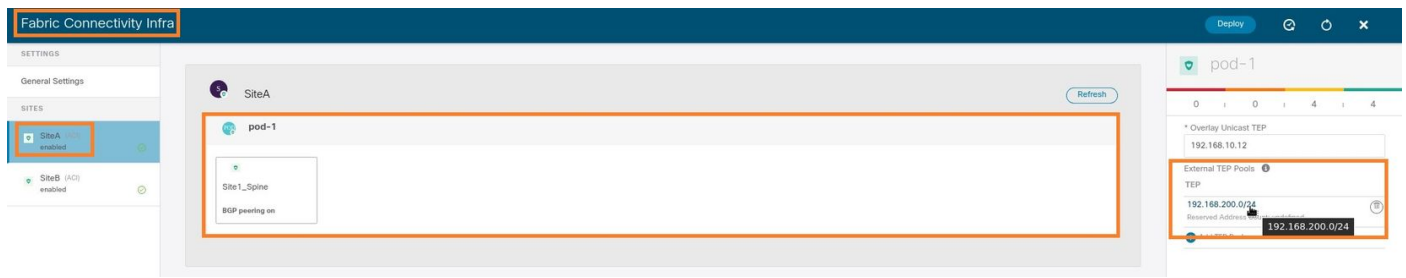 Fabric Connectivity Infra
Deploy
SETTINGS
General Settings
SITES
SiteA (ACI)
enabled
SiteB (ACI)
enabled
SiteA
Refresh
pod-1
Site1_Spine
BGP peering on
pod-1
0 0 4 4
* Overlay Unicast TEP
192.168.10.12
External TEP Pools
TEP
192.168.200.0/24
Reserved Address
192.168.200.0/24